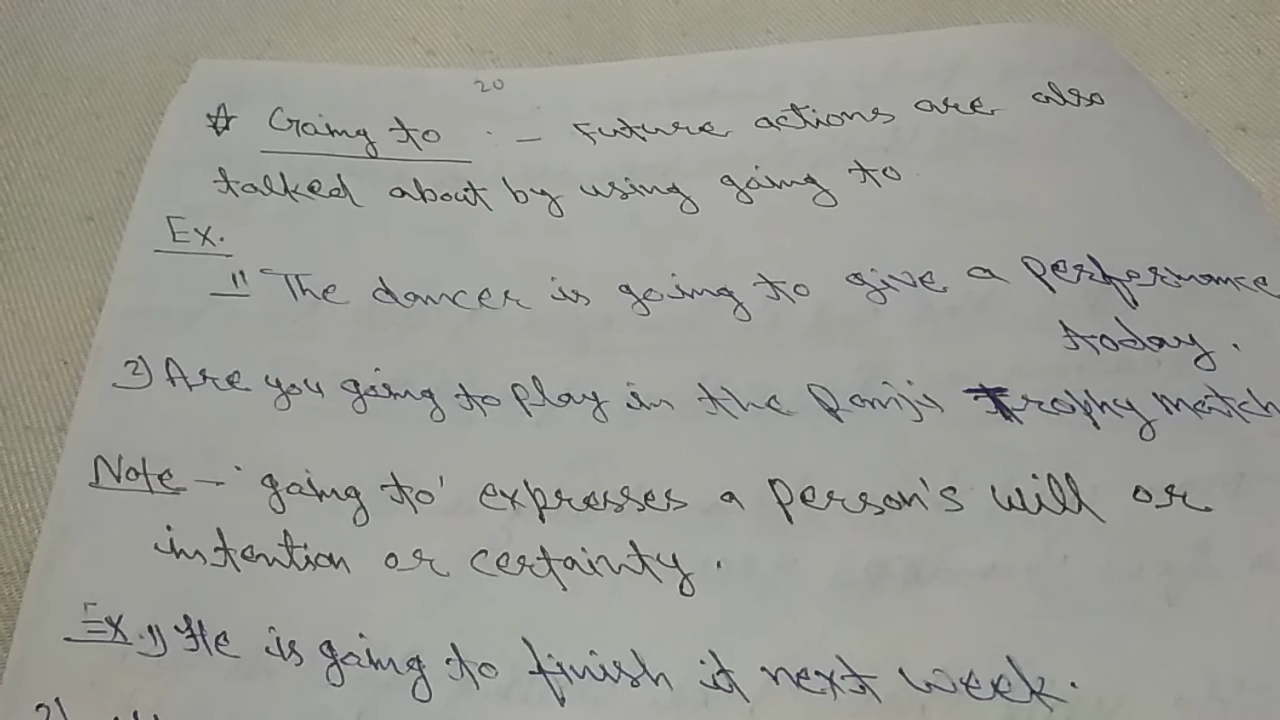 20
☆ Going to :- Future actions are also
talked about by using going to
Ex.
1) The dancer is going to give a performance
today.
2) Are you going to play in the Ranji Trophy match
Note - 'going to' expresses a person's will or
intention or certainty.
Ex. 1) He is going to finish it next week.
2)